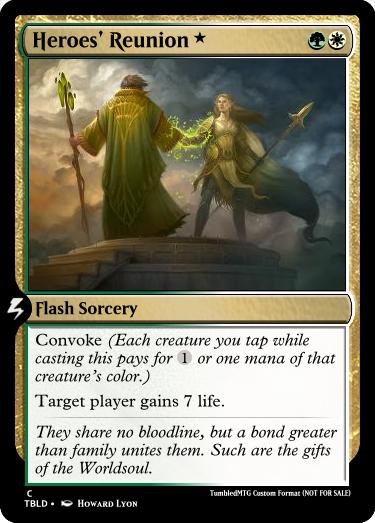 Heroes' Reunion ★
Flash Sorcery
Convoke (Each creature you tap while
casting this pays for 1 or one mana of that
creature's color.)
Target player gains 7 life.
They share no bloodline, but a bond greater
than family unites them. Such are the gifts
of the Worldsoul.
C
TBLD • Howard Lyon
TumbledMTG Custom Format (NOT FOR SALE)